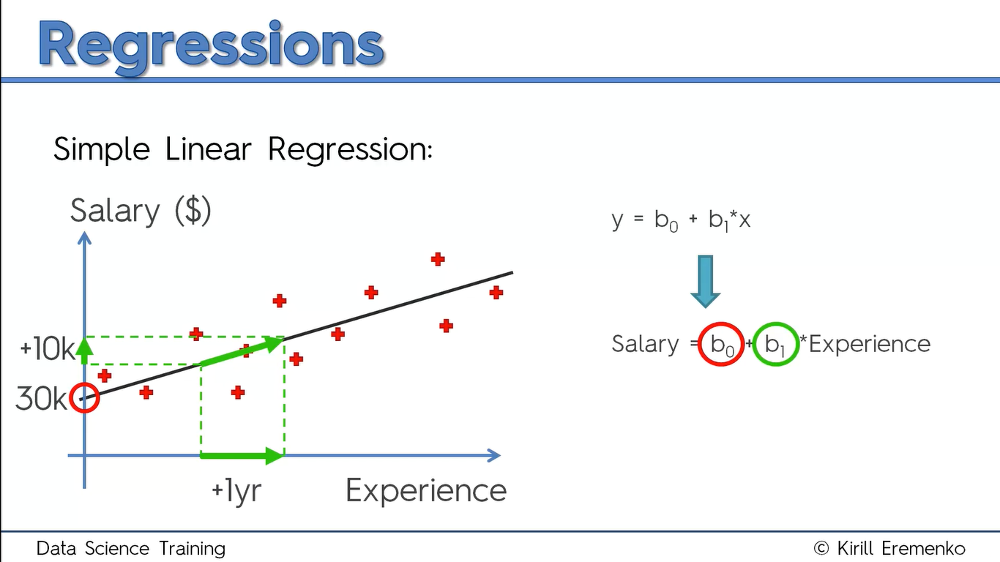 Regressions
Simple Linear Regression:
Salary ($)
y = b₀ + b₁*x
+10k
Salary = b₀ + b₁ *Experience
30k
+1yr
Experience
Data Science Training
© Kirill Eremenko